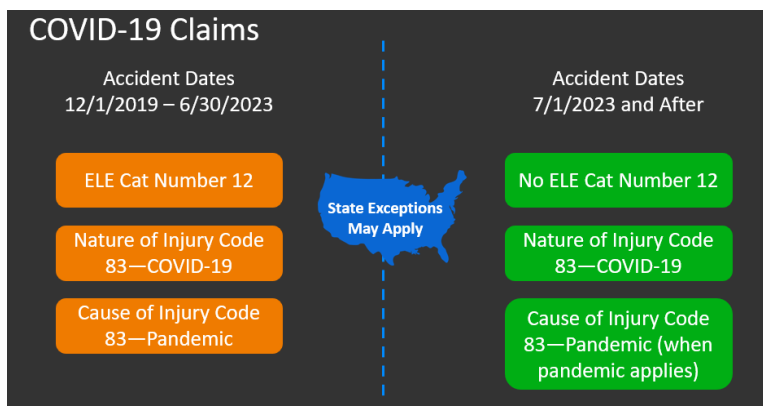 COVID-19 Claims
Accident Dates
12/1/2019 – 6/30/2023
ELE Cat Number 12
Nature of Injury Code
83—COVID-19
Cause of Injury Code
83—Pandemic
State Exceptions
May Apply
Accident Dates
7/1/2023 and After
No ELE Cat Number 12
Nature of Injury Code
83—COVID-19
Cause of Injury Code
83—Pandemic (when
pandemic applies)